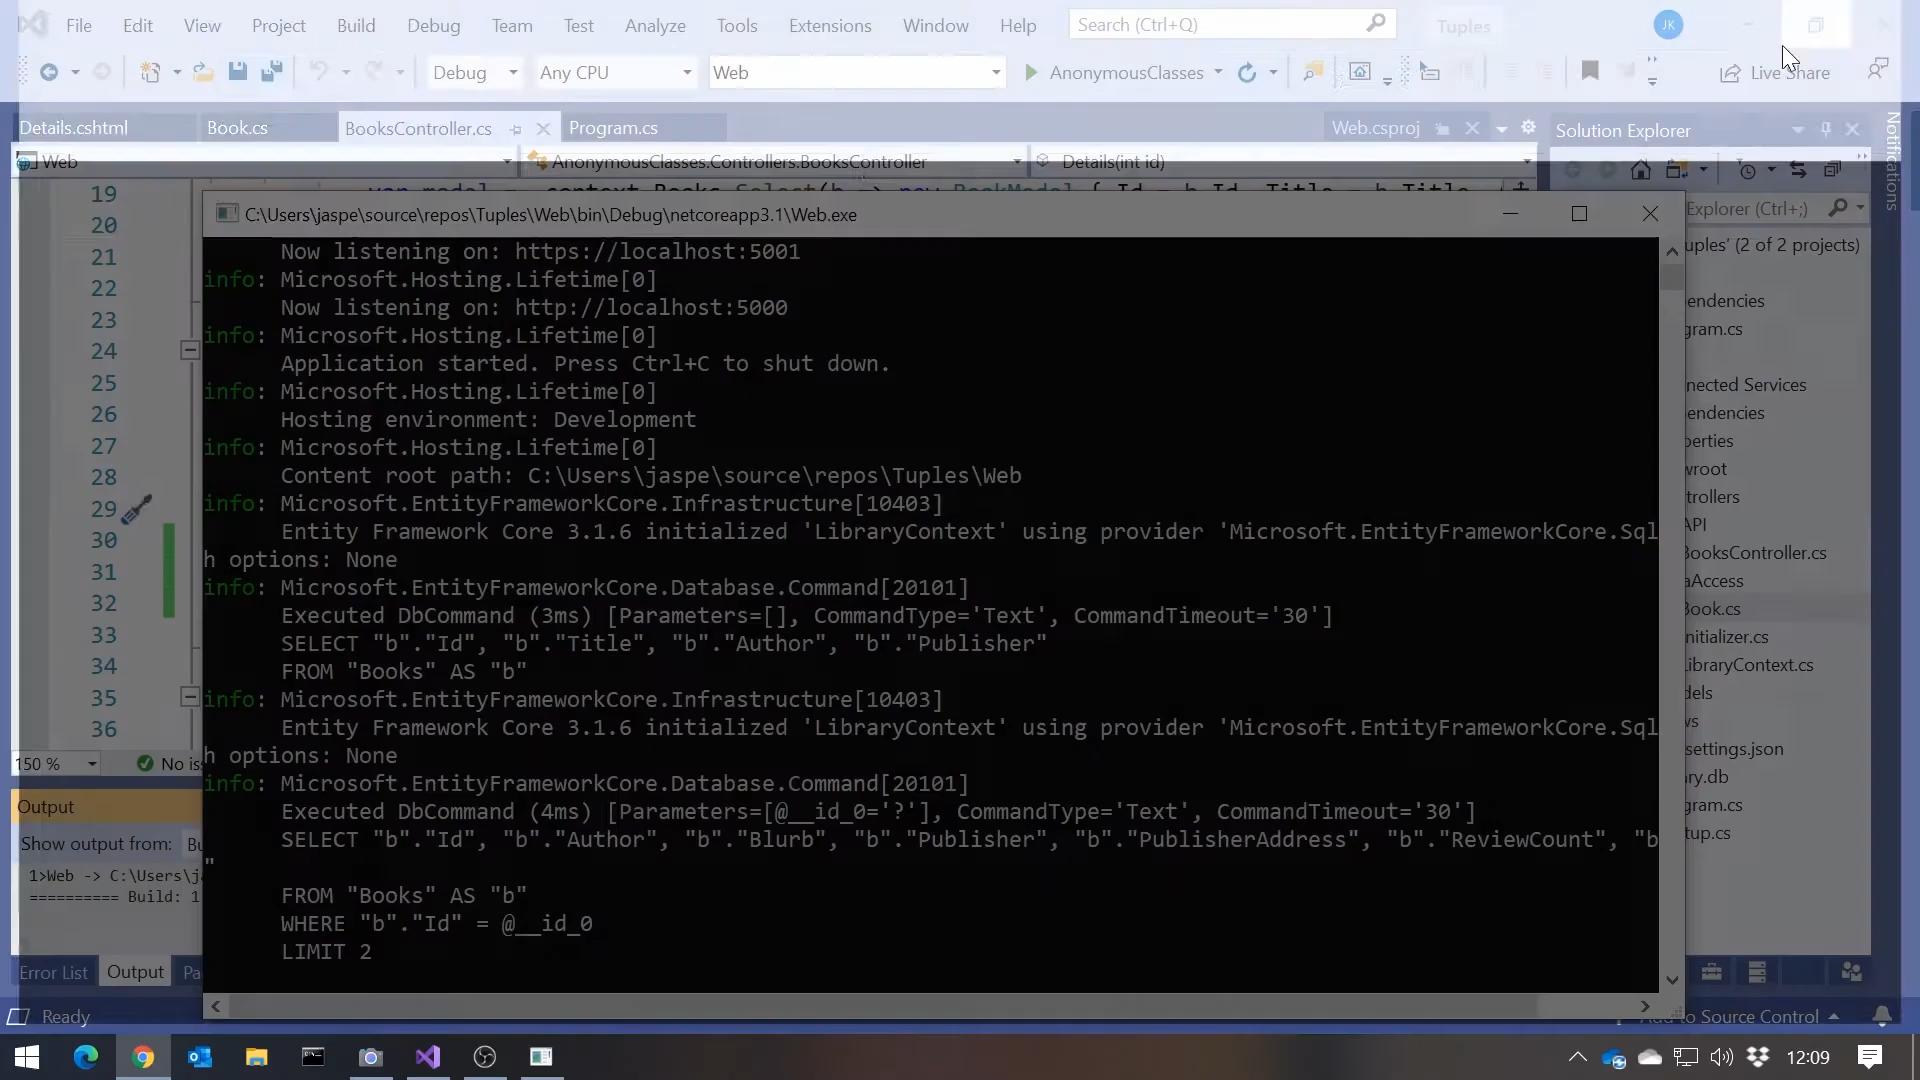 File Edit View Project Build Debug Team Test Analyze Tools Extensions Window Help Search (Ctrl+Q) Tuples JK
Debug Any CPU Web AnonymousClasses Live Share
Details.cshtml Book.cs BooksController.cs Program.cs Web.csproj Solution Explorer Notifications
Web AnonymousClasses.Controllers.BooksController Details(int id)
19
20
21
22
23
24
25
26
27
28
29
30
31
32
33
34
35
36
C:\Users\jaspe\source\repos\Tuples\Web\bin\Debug\netcoreapp3.1\Web.exe
Now listening on: https://localhost:5001
info: Microsoft.Hosting.Lifetime[0]
Now listening on: http://localhost:5000
info: Microsoft.Hosting.Lifetime[0]
Application started. Press Ctrl+C to shut down.
info: Microsoft.Hosting.Lifetime[0]
Hosting environment: Development
info: Microsoft.Hosting.Lifetime[0]
Content root path: C:\Users\jaspe\source\repos\Tuples\Web
info: Microsoft.EntityFrameworkCore.Infrastructure[10403]
Entity Framework Core 3.1.6 initialized 'LibraryContext' using provider 'Microsoft.EntityFrameworkCore.Sql
h options: None
info: Microsoft.EntityFrameworkCore.Database.Command[20101]
Executed DbCommand (3ms) [Parameters=[], CommandType='Text', CommandTimeout='30']
SELECT "b"."Id", "b"."Title", "b"."Author", "b"."Publisher"
FROM "Books" AS "b"
info: Microsoft.EntityFrameworkCore.Infrastructure[10403]
Entity Framework Core 3.1.6 initialized 'LibraryContext' using provider 'Microsoft.EntityFrameworkCore.Sql
h options: None
info: Microsoft.EntityFrameworkCore.Database.Command[20101]
Executed DbCommand (4ms) [Parameters=[@__id_0='?'], CommandType='Text', CommandTimeout='30']
SELECT "b"."Id", "b"."Author", "b"."Blurb", "b"."Publisher", "b"."PublisherAddress", "b"."ReviewCount", "b
"
FROM "Books" AS "b"
WHERE "b"."Id" = @__id_0
LIMIT 2
Explorer (Ctrl+;)
uples' (2 of 2 projects)
endencies
gram.cs
nected Services
endencies
perties
wroot
trollers
API
BooksController.cs
aAccess
Book.cs
nitializer.cs
LibraryContext.cs
dels
ws
settings.json
ary.db
gram.cs
tup.cs
150 % No iss
Output
Show output from: Bu
1>Web -> C:\Users\ja
========== Build: 1
Error List Output Pa
Ready Add to Source Control
12:09